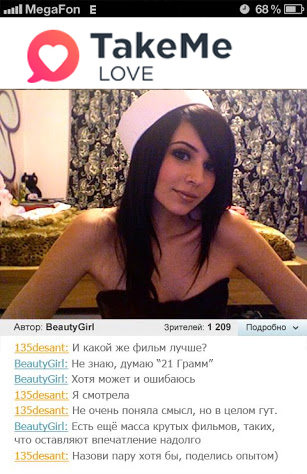 MegaFon E 68 %
TakeMe
LOVE
Автор: BeautyGirl Зрителей: 1 209 Подробно
135desant: И какой же фильм лучше?
BeautyGirl: Не знаю, думаю “21 Грамм”
BeautyGirl: Хотя может и ошибаюсь
135desant: Я смотрела
135desant: Не очень поняла смысл, но в целом гут.
BeautyGirl: Есть ещё масса крутых фильмов, таких,
что оставляют впечатление надолго
135desant: Назови пару хотя бы, поделись опытом)